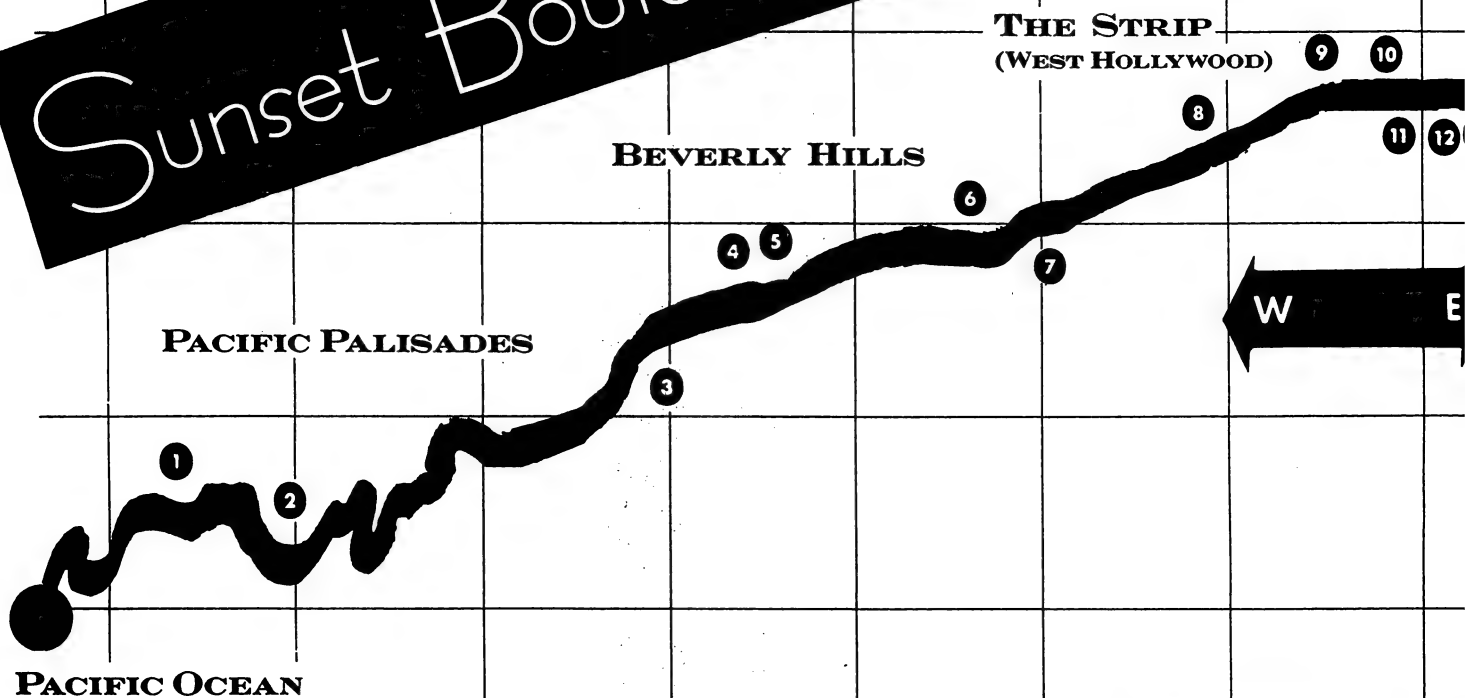 Sunset
THE STRIP
(WEST HOLLYWOOD)
9
10
8
11
12
BEVERLY HILLS
6
4
5
7
W
E
PACIFIC PALISADES
3
1
2
PACIFIC OCEAN